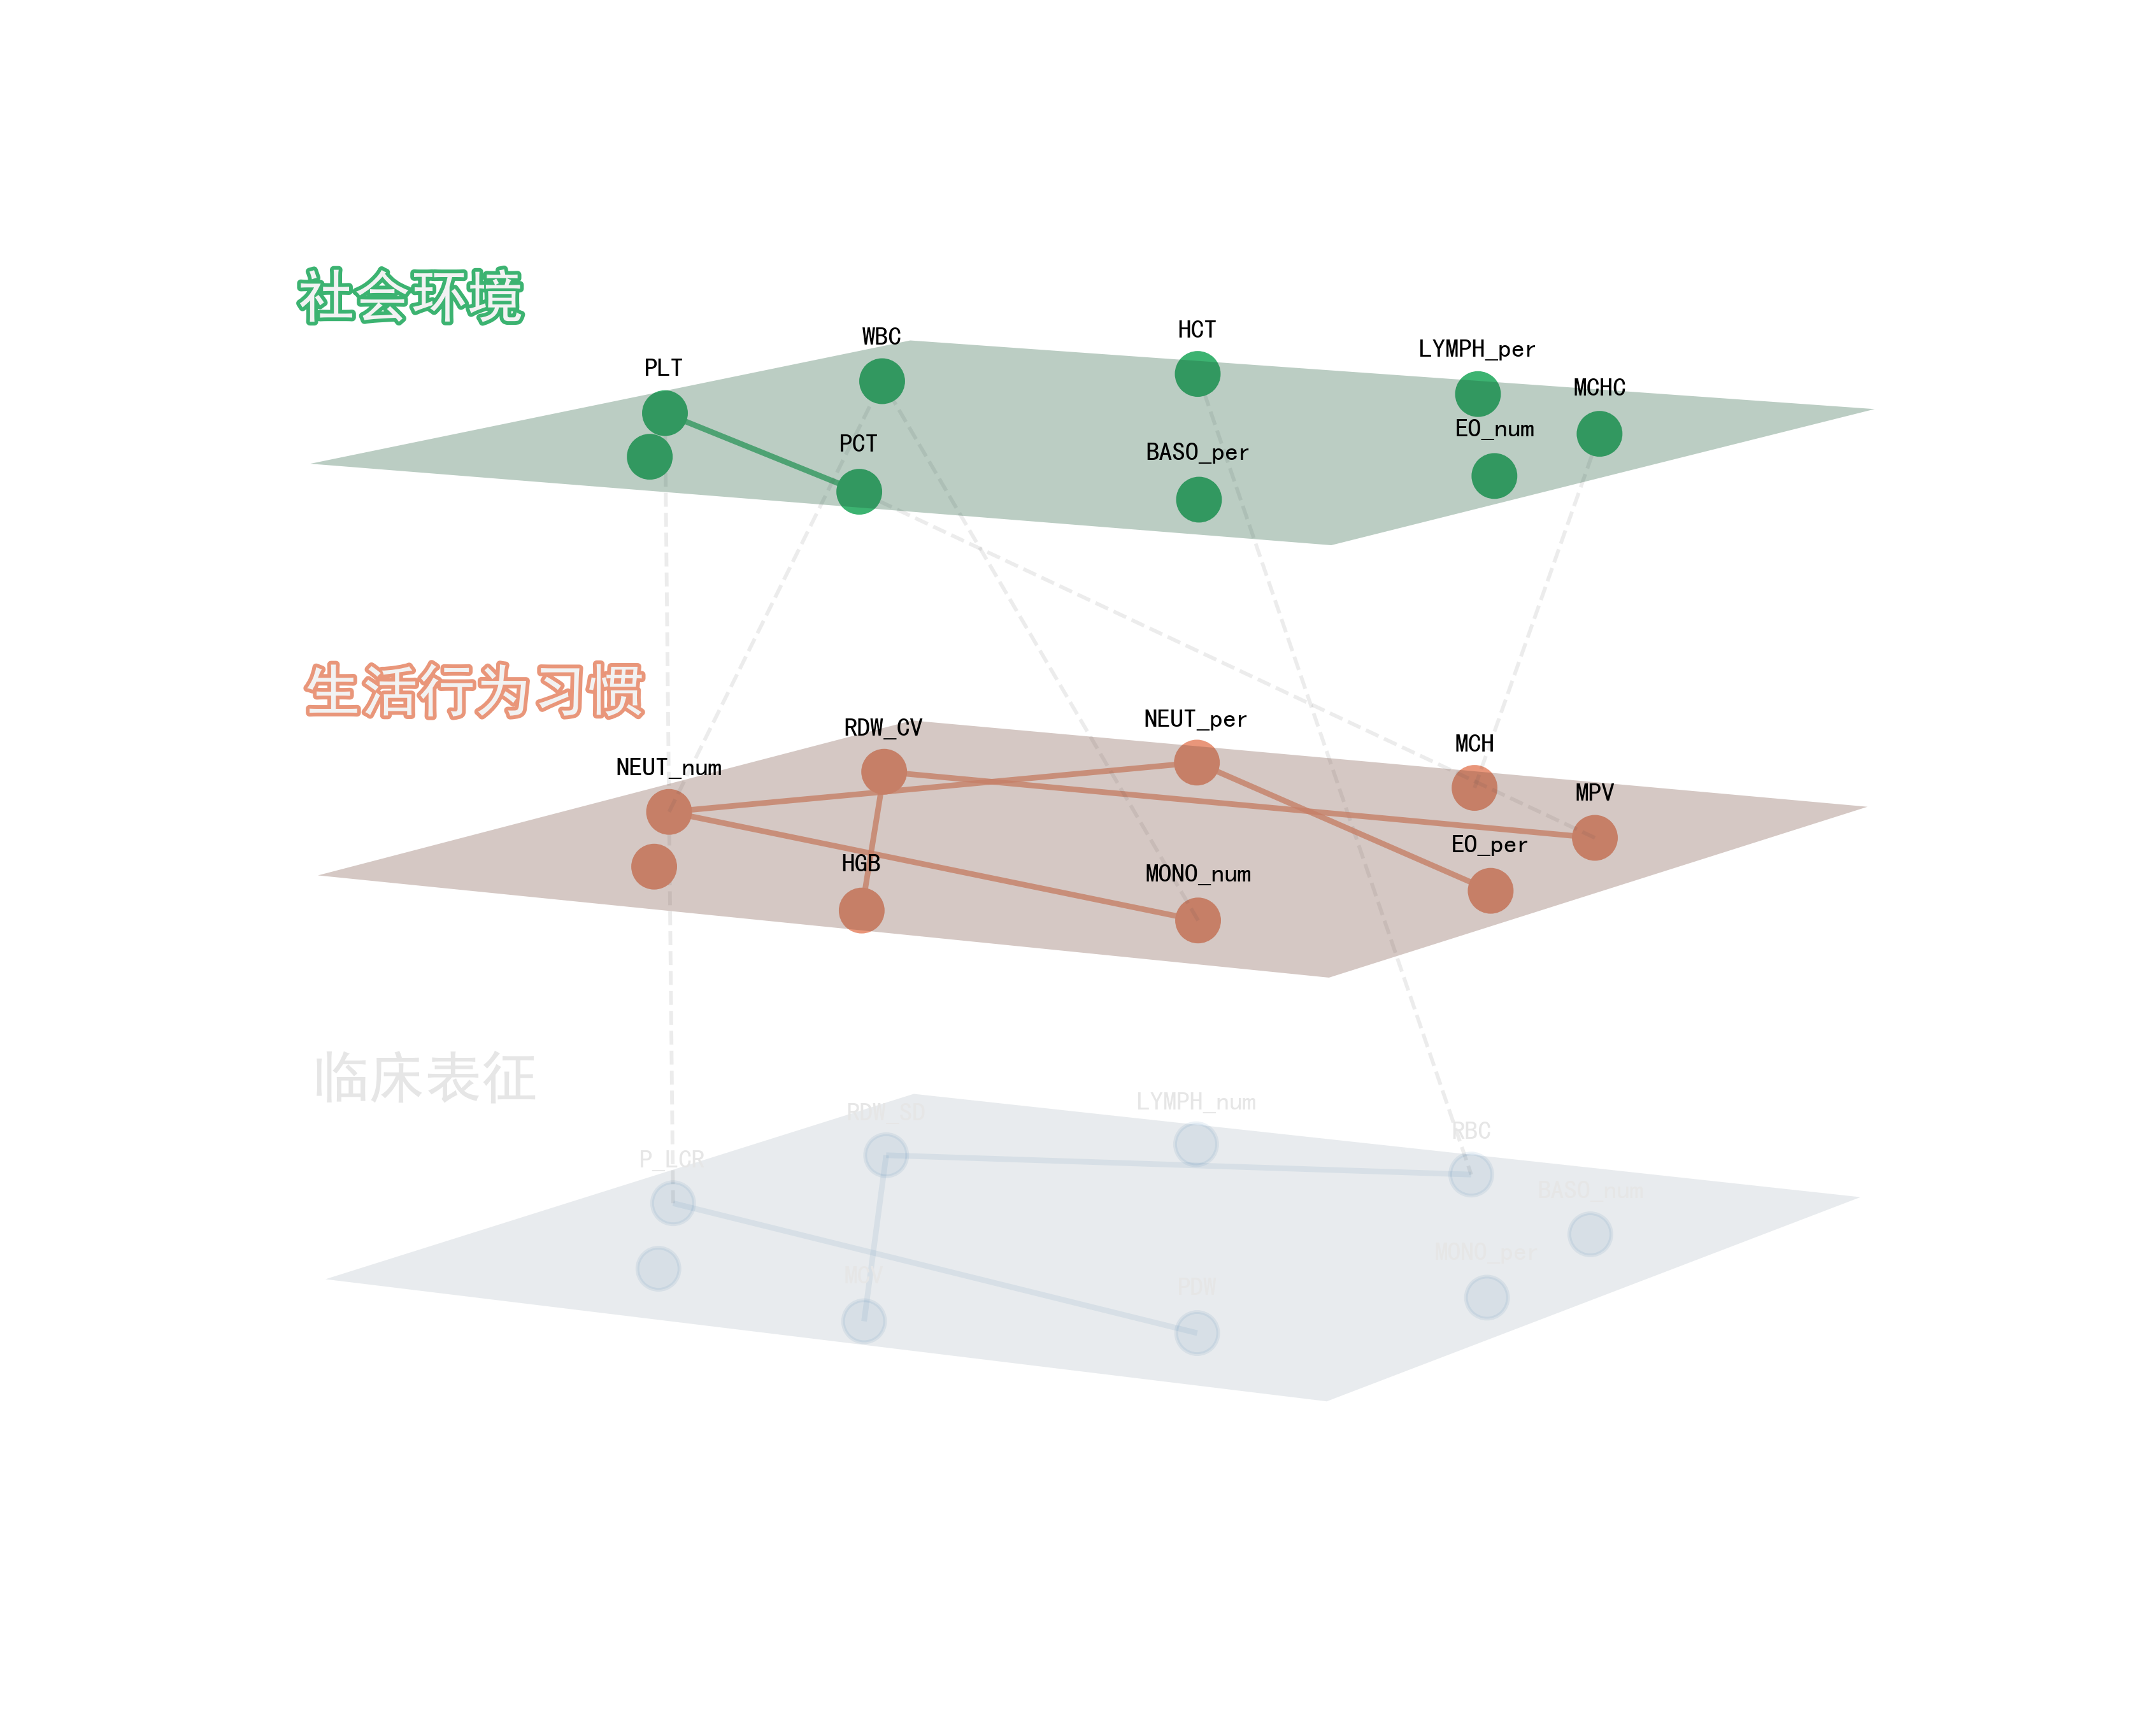 社会环境
WBC
HCT
LYMPH_per
PLT
MCHC
PCT
BASO_per
EO_num
生活行为习惯
RDW_CV
NEUT_per
MCH
NEUT_num
MPV
HGB
MONO_num
EO_per
临床表征
RDW_SD
LYMPH_num
RBC
P_LCR
BASO_num
MONO_per
PDW